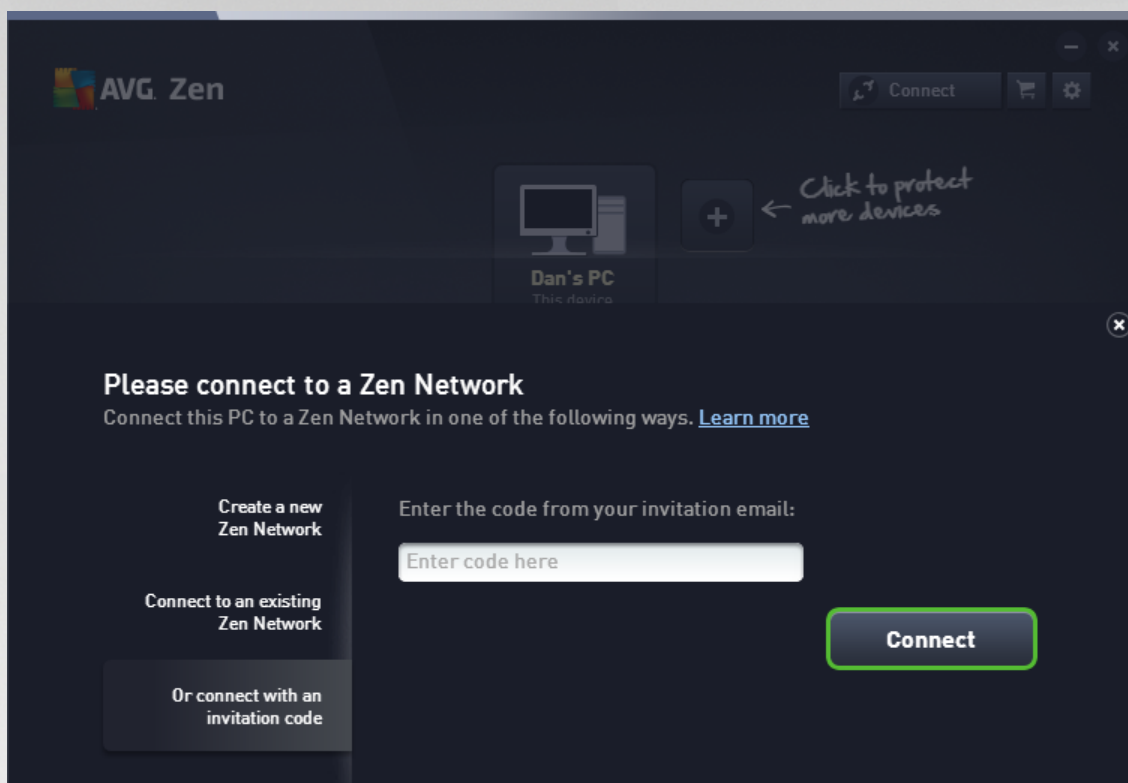 AVG. Zen
Connect
Click to protect
more devices
Dan's PC
This device
Please connect to a Zen Network
Connect this PC to a Zen Network in one of the following ways. Learn more
Create a new
Zen Network
Connect to an existing
Zen Network
Or connect with an
invitation code
Enter the code from your invitation email:
Enter code here
Connect